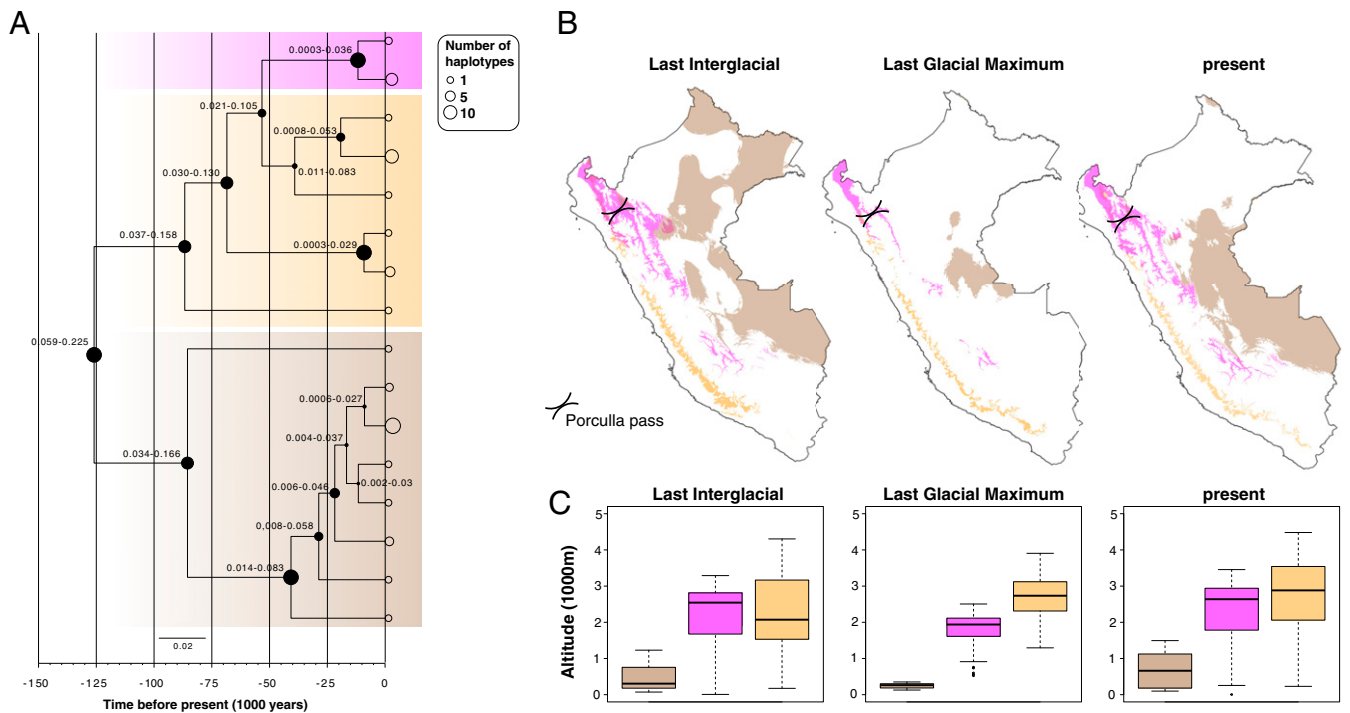 A
Number of
haplotypes
1
5
10
0.0003-0.036
0.021-0.105
0.0008-0.053
0.011-0.083
0.030-0.130
0.037-0.158
0.0003-0.029
0.059-0.225
0.0006-0.027
0.004-0.037
0.034-0.166
0.006-0.046
0.002-0.03
0,008-0.058
0.014-0.083
0.02
-150 -125 -100 -75 -50 -25 0
Time before present (1000 years)
B
Last Interglacial Last Glacial Maximum present
Porculla pass
C
Last Interglacial Last Glacial Maximum present
Altitude (1000m)
5 5 5
4 4 4
3 3 3
2 2 2
1 1 1
0 0 0